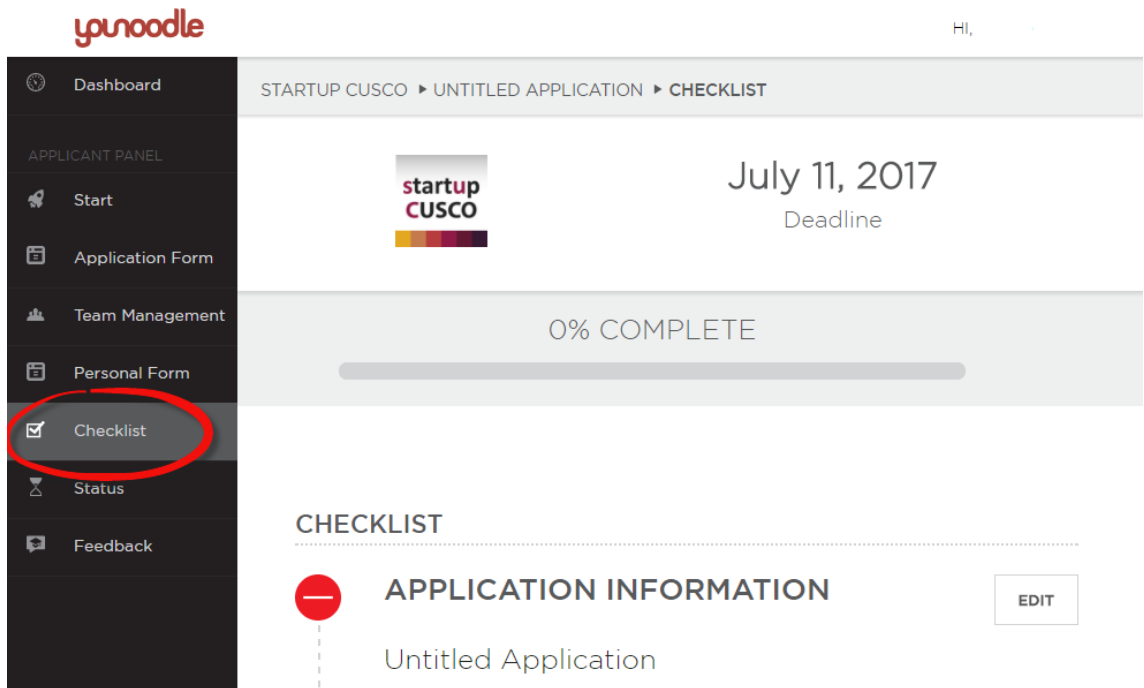 younoodle
HI,
Dashboard
STARTUP CUSCO ▸ UNTITLED APPLICATION ▸ CHECKLIST
APPLICANT PANEL
Start
Application Form
Team Management
Personal Form
Checklist
Status
Feedback
startup
CUSCO
July 11, 2017
Deadline
0% COMPLETE
CHECKLIST
APPLICATION INFORMATION
EDIT
Untitled Application